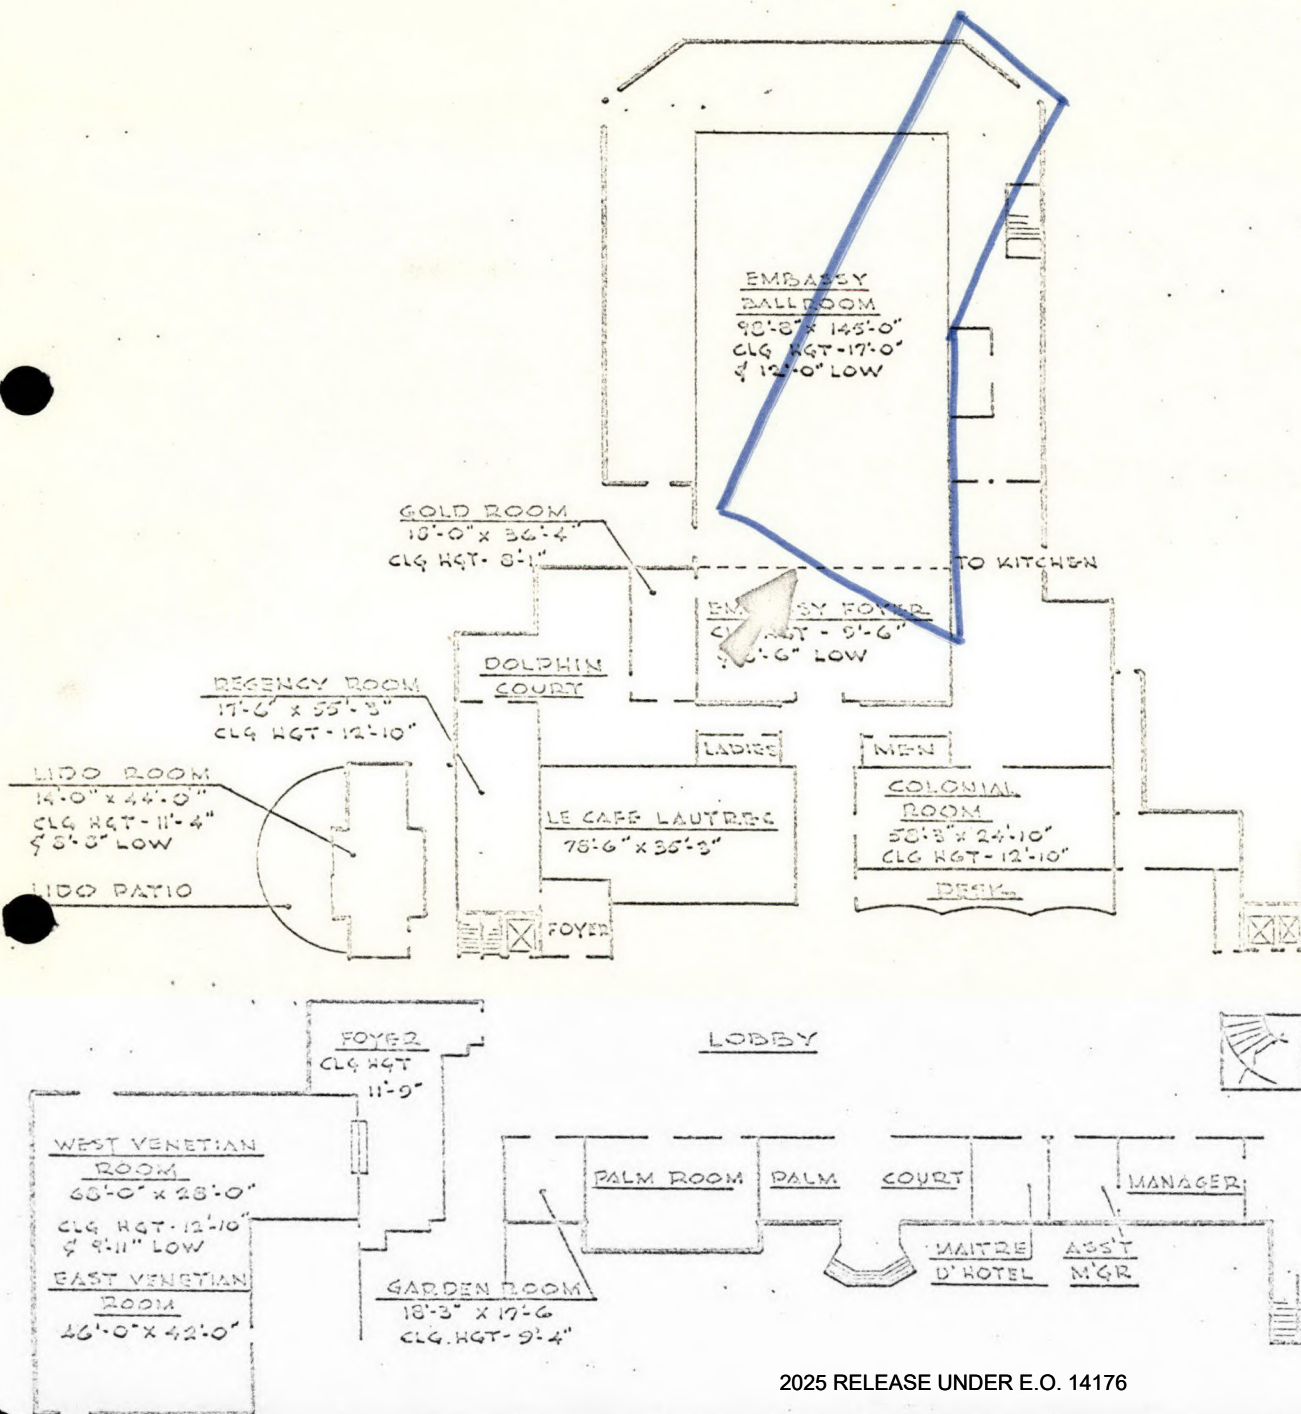 EMBASSY
BALLROOM
98'-8" x 145'-0"
CLG HGT-17'-0"
& 12'-0" LOW
GOLD ROOM
18'-0" x 36'-4"
CLG HGT- 8'-1"
TO KITCHEN
EMBASSY FOYER
CLG HGT - 9'-6"
LOW
DOLPHIN
COURT
REGENCY ROOM
17'-6" x 55'-3"
CLG HGT-12'-10"
LADIES
MEN
LIDO ROOM
14'-0" x 44'-0"
CLG HGT-11'-4"
& 8'-8" LOW
LIDO PATIO
LE CAFE LAUTREC
78'-6" x 35'-3"
COLONIAL
ROOM
58'-3" x 24'-10"
CLG HGT-12'-10"
DESK
FOYER
FOYER
CLG HGT
11'-9"
LOBBY
WEST VENETIAN
ROOM
68'-0" x 28'-0"
CLG HGT-12'-10"
& 9'-11" LOW
EAST VENETIAN
ROOM
46'-0" x 42'-0"
PALM ROOM
PALM COURT
MANAGER
MAITRE
D'HOTEL
ASS'T
M'GR
GARDEN ROOM
18'-3" x 17'-6
CLG. HGT- 9'-4"
2025 RELEASE UNDER E.O. 14176